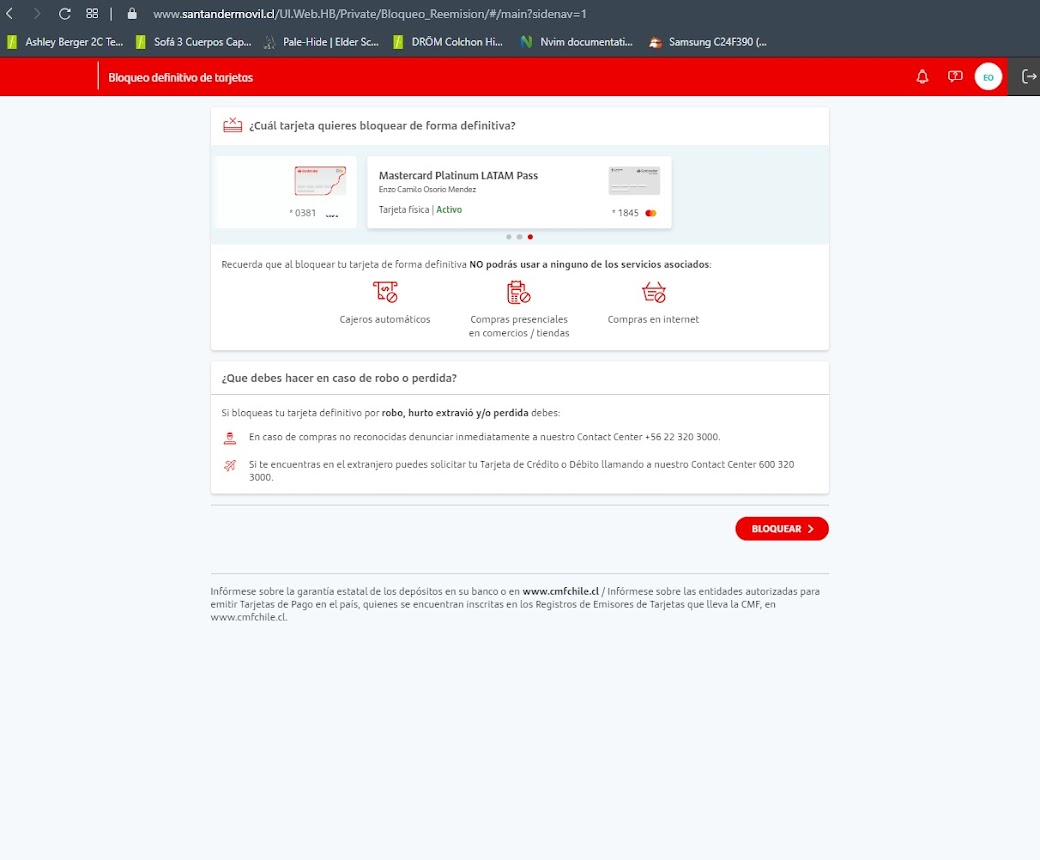 www.santandermovil.cl/UI.Web.HB/Private/Bloqueo_Reemision/#/main?sidenav=1
Ashley Berger 2C Te... Sofá 3 Cuerpos Cap... Pale-Hide | Elder Sc... DRÖM Colchon Hi... Nvim documentati... Samsung C24F390 (...
Bloqueo definitivo de tarjetas
EO
¿Cuál tarjeta quieres bloquear de forma definitiva?
* 0381
VISA
Mastercard Platinum LATAM Pass
Enzo Camilo Osorio Mendez
Tarjeta física | Activo
* 1845
Recuerda que al bloquear tu tarjeta de forma definitiva NO podrás usar a ninguno de los servicios asociados:
Cajeros automáticos
Compras presenciales
en comercios / tiendas
Compras en internet
¿Que debes hacer en caso de robo o perdida?
Si bloqueas tu tarjeta definitivo por robo, hurto extravió y/o perdida debes:
En caso de compras no reconocidas denunciar inmediatamente a nuestro Contact Center +56 22 320 3000.
Si te encuentras en el extranjero puedes solicitar tu Tarjeta de Crédito o Débito llamando a nuestro Contact Center 600 320
3000.
BLOQUEAR
Infórmese sobre la garantía estatal de los depósitos en su banco o en www.cmfchile.cl / Infórmese sobre las entidades autorizadas para
emitir Tarjetas de Pago en el país, quienes se encuentran inscritas en los Registros de Emisores de Tarjetas que lleva la CMF, en
www.cmfchile.cl.